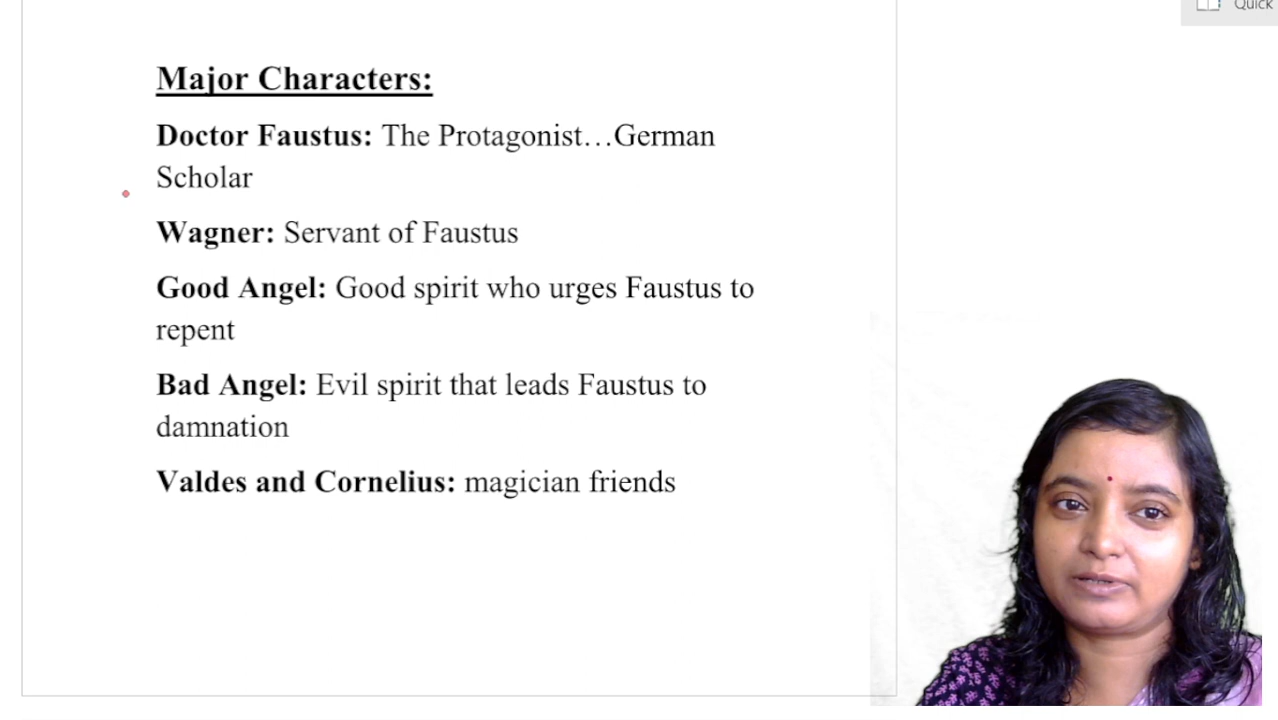 Quick
Major Characters:
Doctor Faustus: The Protagonist…German
Scholar
Wagner: Servant of Faustus
Good Angel: Good spirit who urges Faustus to
repent
Bad Angel: Evil spirit that leads Faustus to
damnation
Valdes and Cornelius: magician friends